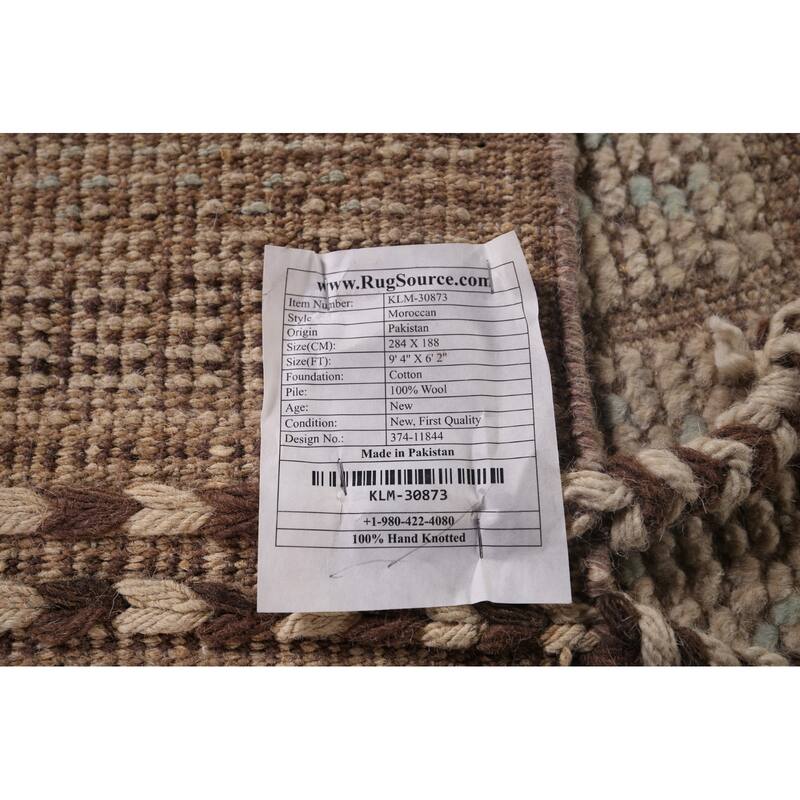 www.RugSource.com
Item Number: KLM-30873
Style Moroccan
Origin Pakistan
Size(CM): 284 X 188
Size(FT): 9' 4" X 6' 2"
Foundation: Cotton
Pile: 100% Wool
Age: New
Condition: New, First Quality
Design No.: 374-11844
Made in Pakistan
KLM-30873
+1-980-422-4080
100% Hand Knotted